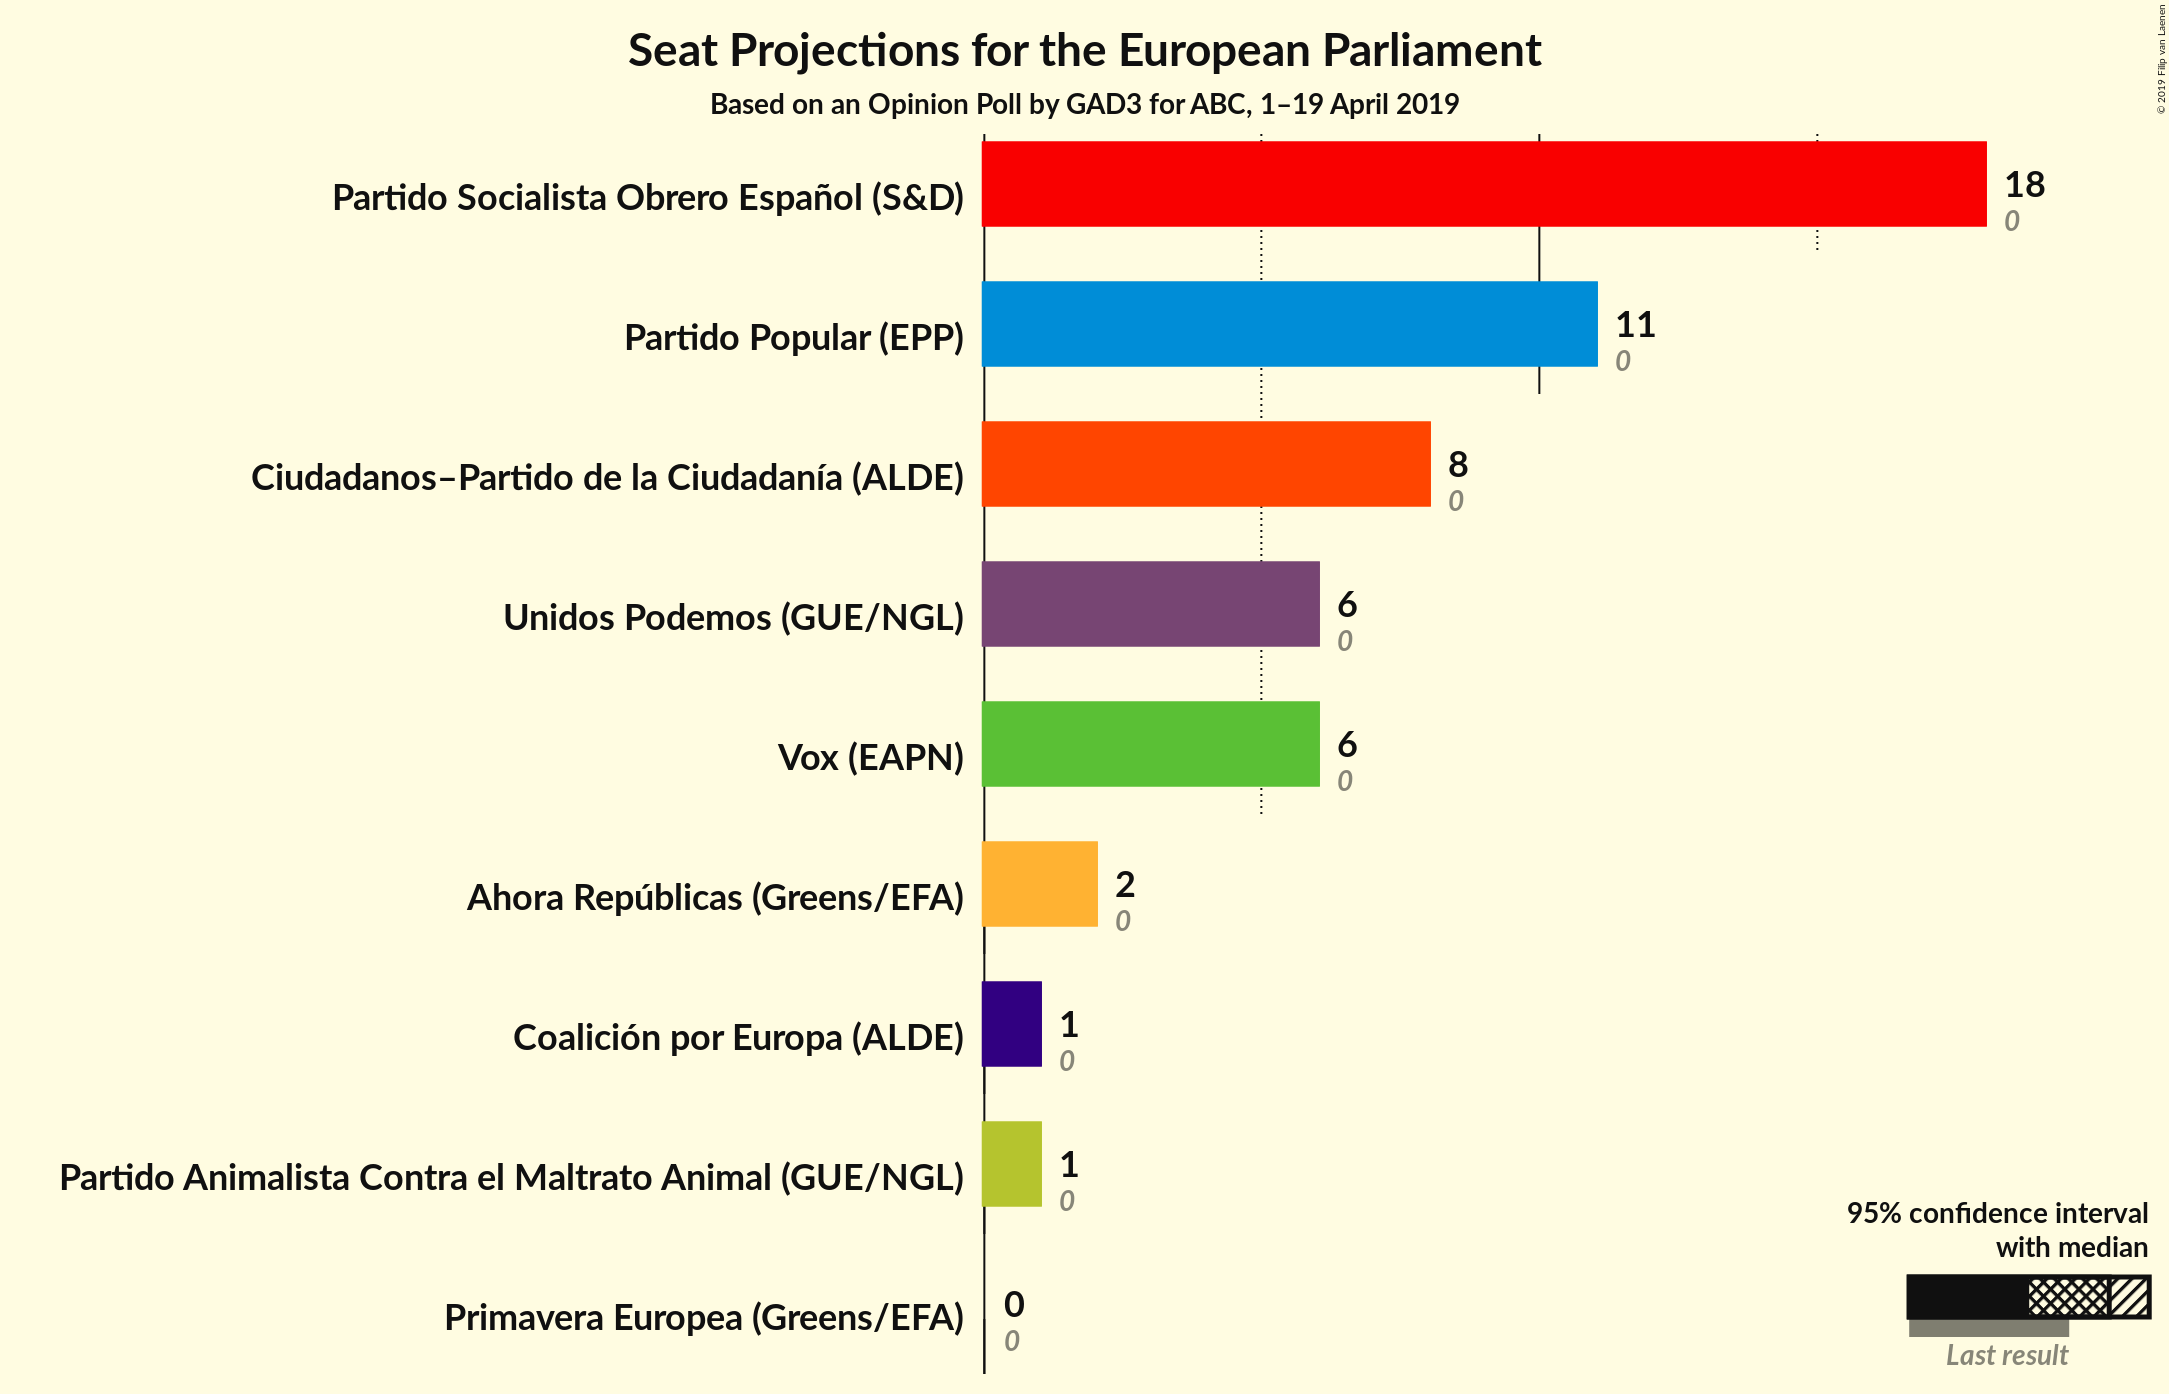 Seat Projections for the European Parliament
Based on an Opinion Poll by GAD3 for ABC, 1–19 April 2019
© 2019 Filip van Laenen
Partido Socialista Obrero Español (S&D)
18
0
Partido Popular (EPP)
11
0
Ciudadanos–Partido de la Ciudadanía (ALDE)
8
0
Unidos Podemos (GUE/NGL)
6
0
Vox (EAPN)
6
0
Ahora Repúblicas (Greens/EFA)
2
0
Coalición por Europa (ALDE)
1
0
Partido Animalista Contra el Maltrato Animal (GUE/NGL)
1
0
Primavera Europea (Greens/EFA)
0
0
95% confidence interval
with median
Last result